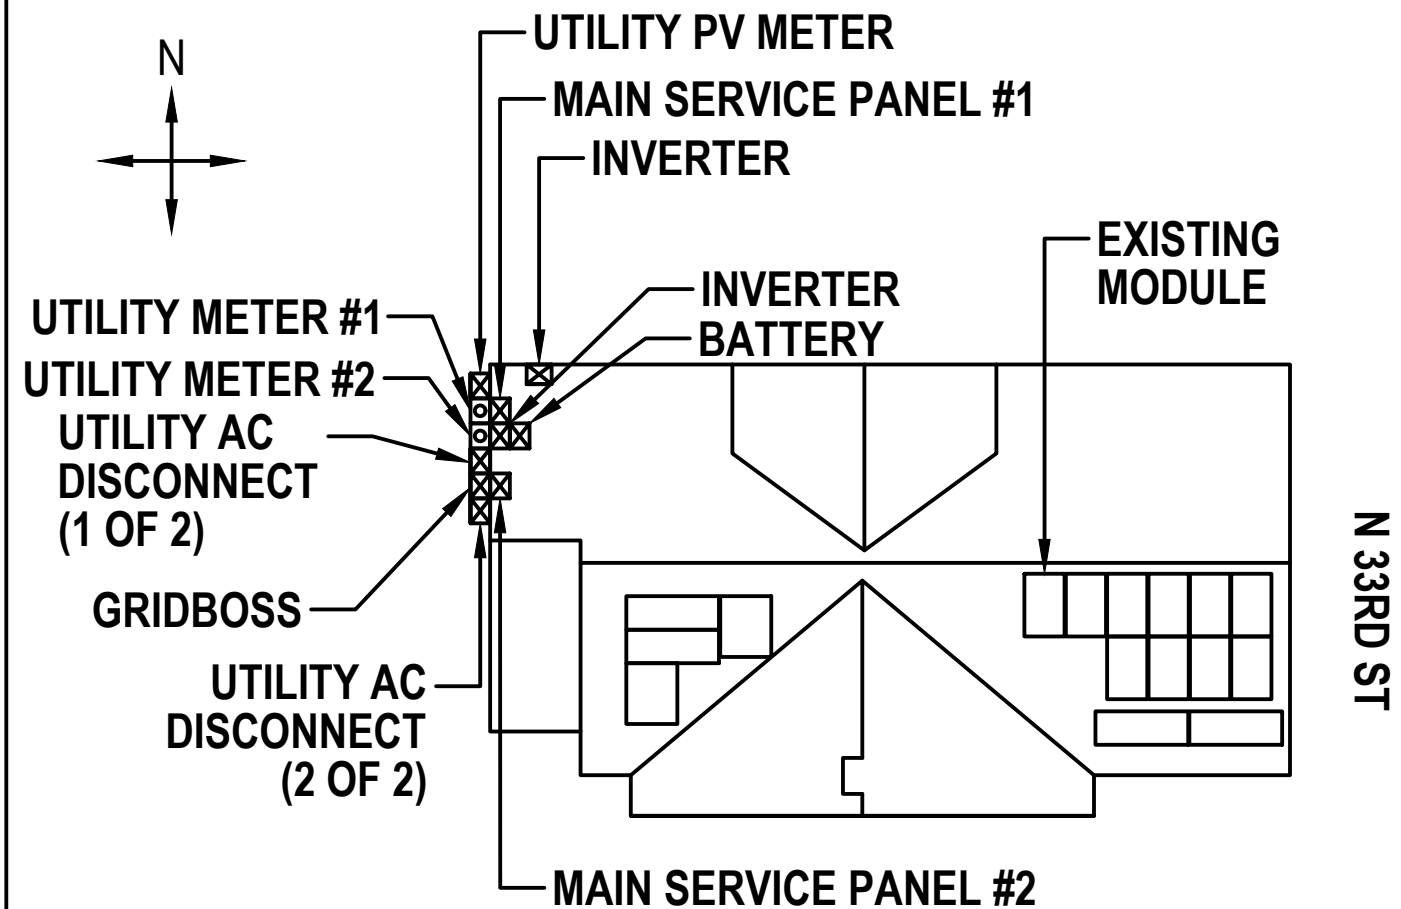 UTILITY PV METER
N
MAIN SERVICE PANEL #1
INVERTER
EXISTING
MODULE
INVERTER
BATTERY
UTILITY METER #1
UTILITY METER #2
UTILITY AC
DISCONNECT
(1 OF 2)
GRIDBOSS
UTILITY AC
DISCONNECT
(2 OF 2)
N 33RD ST
MAIN SERVICE PANEL #2